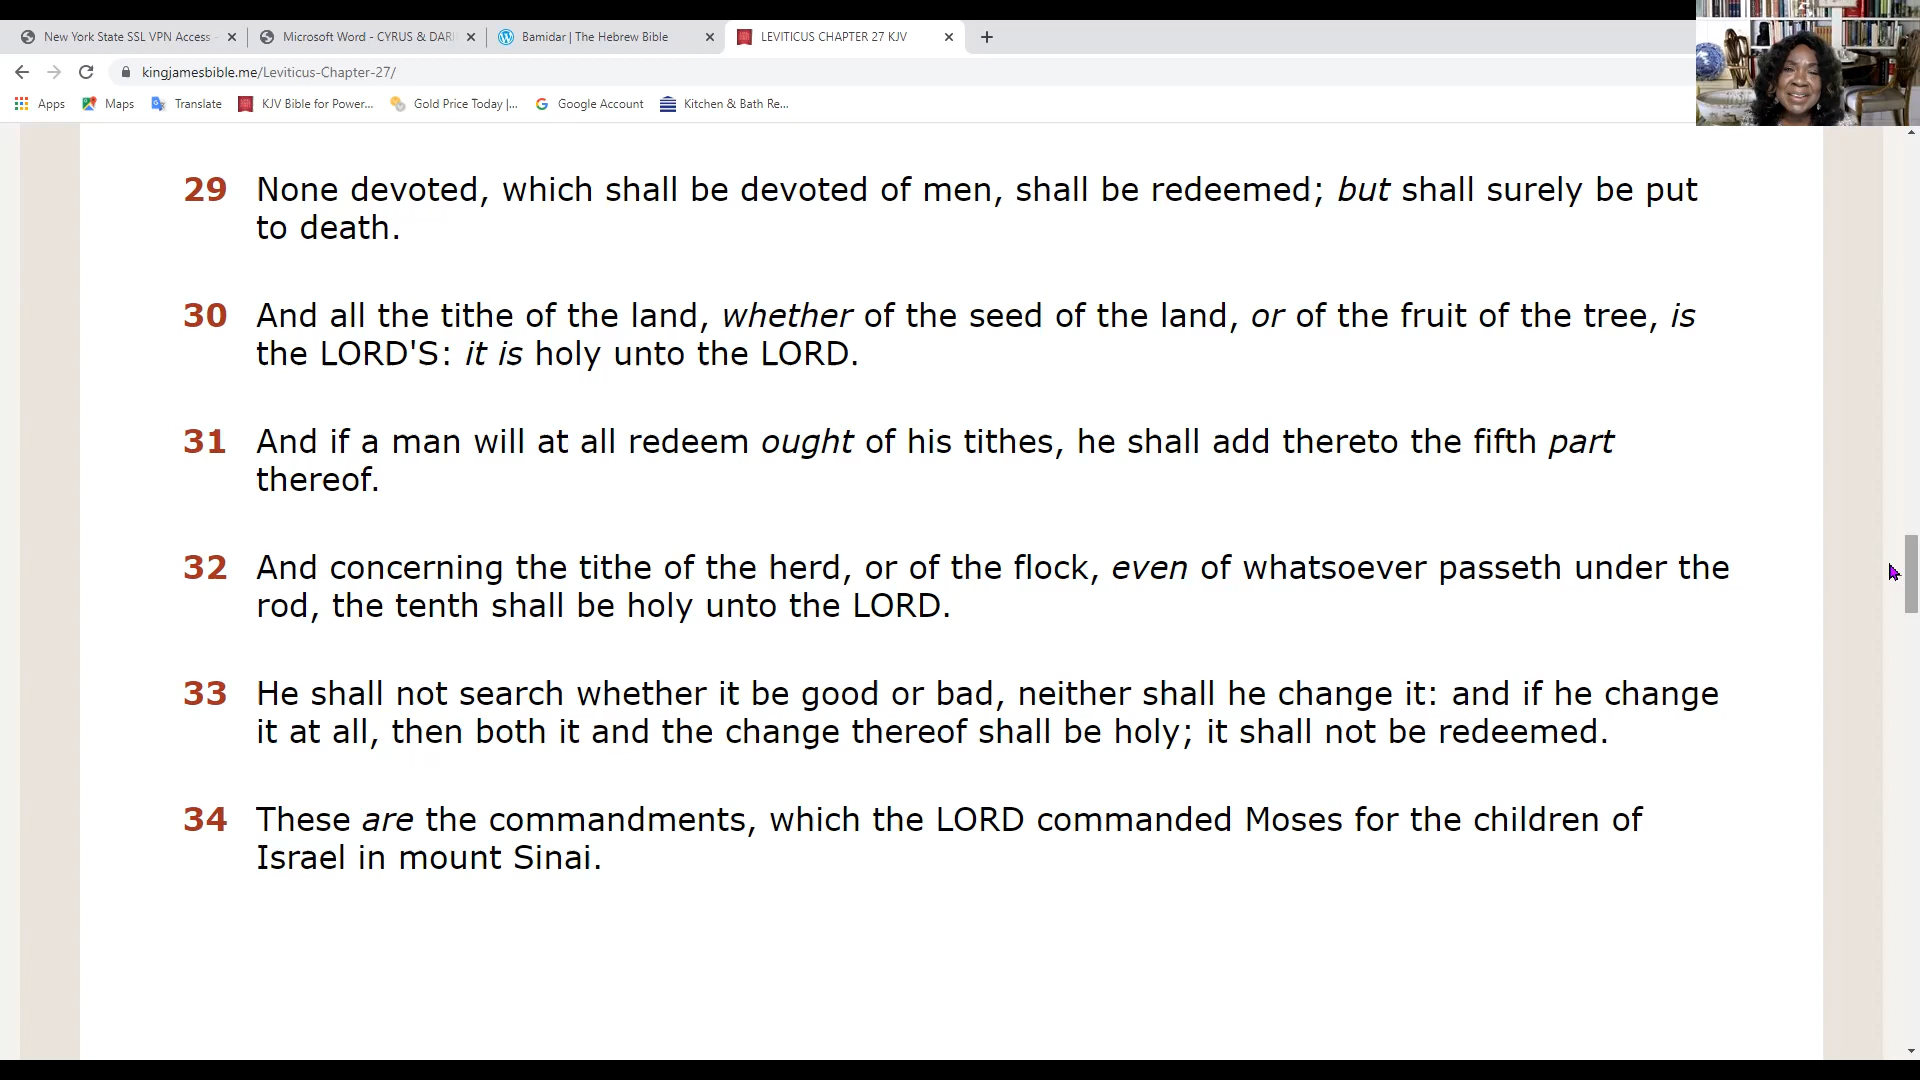 New York State SSL VPN Access -
Microsoft Word - CYRUS & DARI
Bamidar | The Hebrew Bible
LEVITICUS CHAPTER 27 KJV
kingjamesbible.me/Leviticus-Chapter-27/
Apps
Maps
Translate
KJV Bible for Power...
Gold Price Today |...
Google Account
Kitchen & Bath Re...
29 None devoted, which shall be devoted of men, shall be redeemed; but shall surely be put
to death.
30 And all the tithe of the land, whether of the seed of the land, or of the fruit of the tree, is
the LORD'S: it is holy unto the LORD.
31 And if a man will at all redeem ought of his tithes, he shall add thereto the fifth part
thereof.
32 And concerning the tithe of the herd, or of the flock, even of whatsoever passeth under the
rod, the tenth shall be holy unto the LORD.
33 He shall not search whether it be good or bad, neither shall he change it: and if he change
it at all, then both it and the change thereof shall be holy; it shall not be redeemed.
34 These are the commandments, which the LORD commanded Moses for the children of
Israel in mount Sinai.